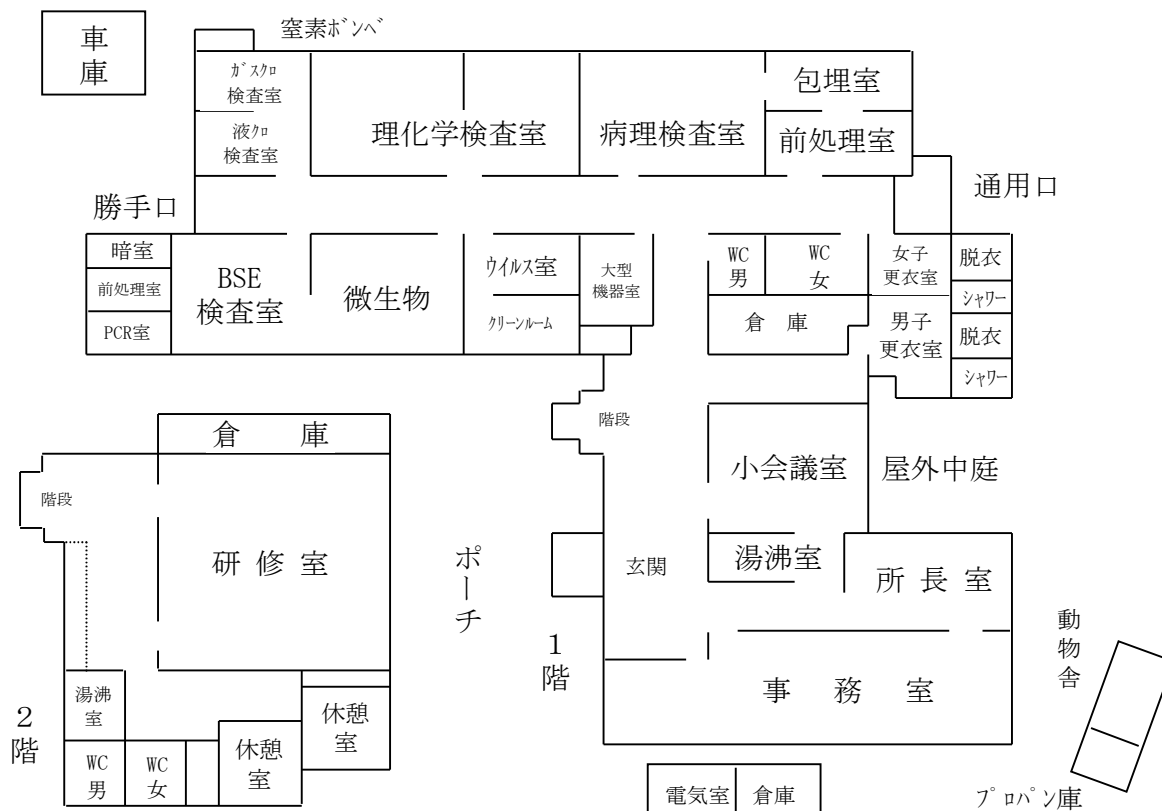 車
庫
窒素ﾎﾞﾝﾍﾞ
ｶﾞｽｸﾛ
検査室
液ｸﾛ
検査室
理化学検査室
病理検査室
包埋室
前処理室
勝手口
通用口
暗室
前処理室
PCR室
BSE
検査室
微生物
ｳｲﾙｽ室
ｸﾘｰﾝﾙｰﾑ
大型
機器室
WC
男
WC
女
倉 庫
女子
更衣室
男子
更衣室
脱衣
ｼｬﾜｰ
脱衣
ｼｬﾜｰ
階段
小会議室
屋外中庭
玄関
湯沸室
所 長 室
事 務 室
ポーチ
1
階
倉 庫
階段
研 修 室
湯沸
室
WC
男
WC
女
休憩
室
休憩
室
2
階
動物舎
ﾌﾟﾛﾊﾟﾝ庫
電気室
倉庫